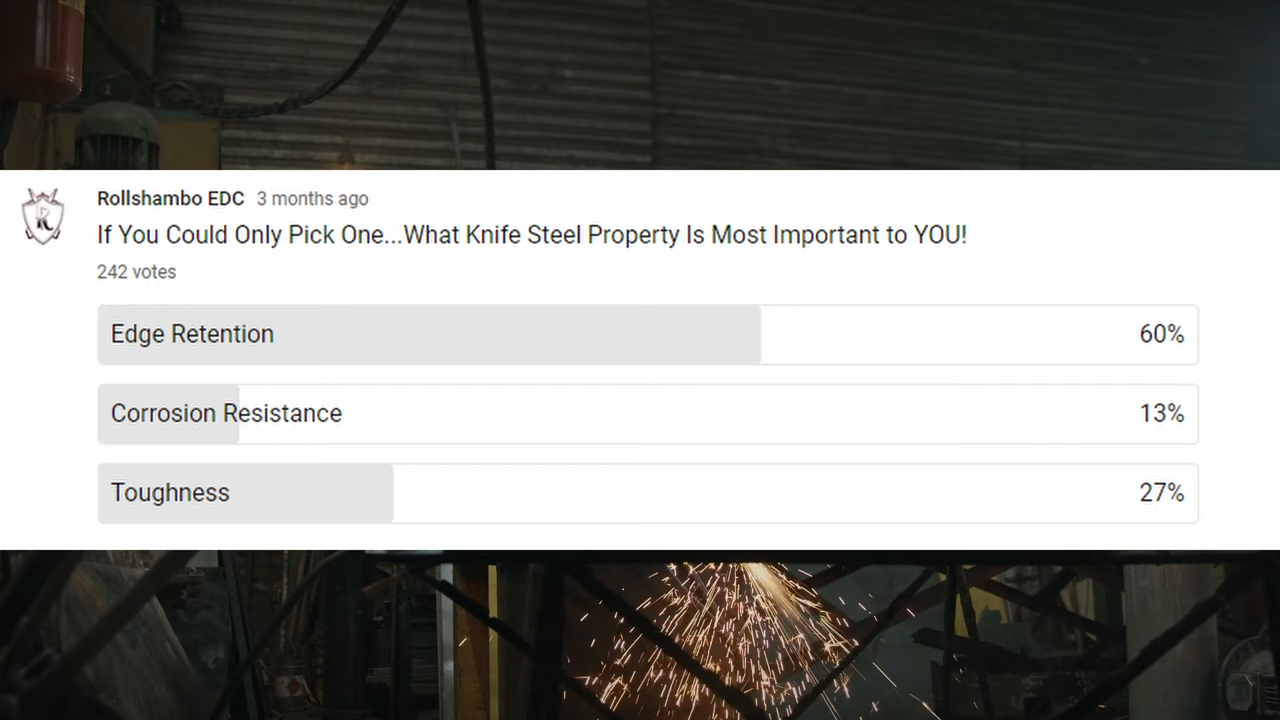 Rollshambo EDC 3 months ago
If You Could Only Pick One...What Knife Steel Property Is Most Important to YOU!
242 votes
Edge Retention 60%
Corrosion Resistance 13%
Toughness 27%